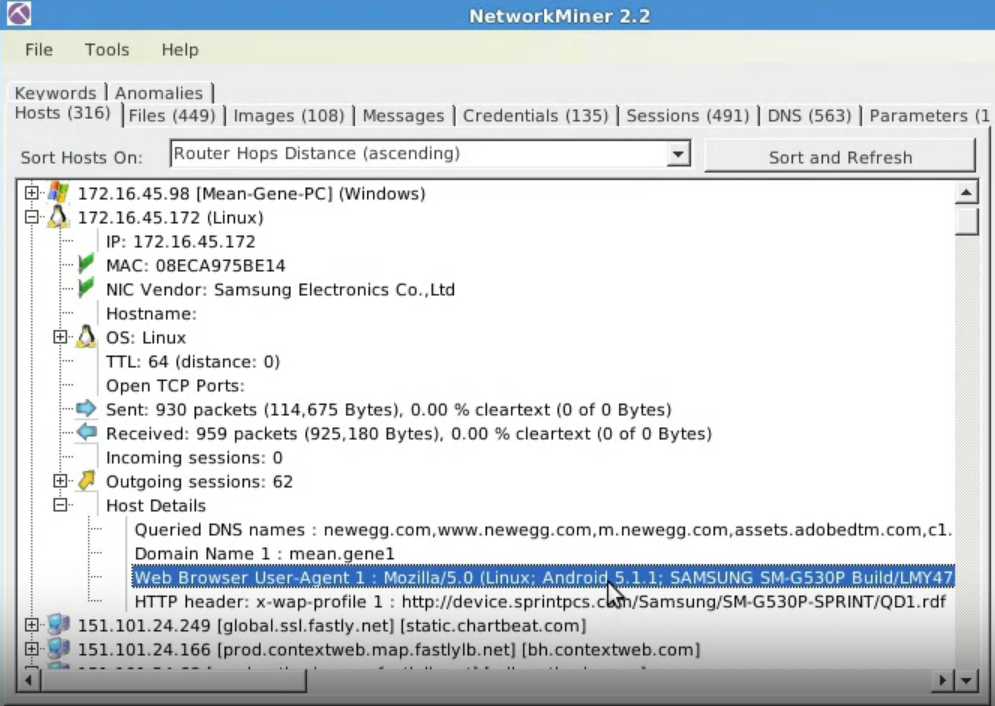 NetworkMiner 2.2
File Tools Help
Keywords Anomalies
Hosts (316) Files (449) Images (108) Messages Credentials (135) Sessions (491) DNS (563) Parameters (1
Sort Hosts On: Router Hops Distance (ascending) Sort and Refresh
172.16.45.98 [Mean-Gene-PC] (Windows)
172.16.45.172 (Linux)
IP: 172.16.45.172
MAC: 08ECA975BE14
NIC Vendor: Samsung Electronics Co.,Ltd
Hostname:
OS: Linux
TTL: 64 (distance: 0)
Open TCP Ports:
Sent: 930 packets (114,675 Bytes), 0.00 % cleartext (0 of 0 Bytes)
Received: 959 packets (925,180 Bytes), 0.00 % cleartext (0 of 0 Bytes)
Incoming sessions: 0
Outgoing sessions: 62
Host Details
Queried DNS names : newegg.com,www.newegg.com,m.newegg.com,assets.adobedtm.com,c1.
Domain Name 1 : mean.gene1
Web Browser User-Agent 1 : Mozilla/5.0 (Linux; Android 5.1.1; SAMSUNG SM-G530P Build/LMY47
HTTP header: x-wap-profile 1 : http://device.sprintpcs.com/Samsung/SM-G530P-SPRINT/QD1.rdf
151.101.24.249 [global.ssl.fastly.net] [static.chartbeat.com]
151.101.24.166 [prod.contextweb.map.fastlylb.net] [bh.contextweb.com]